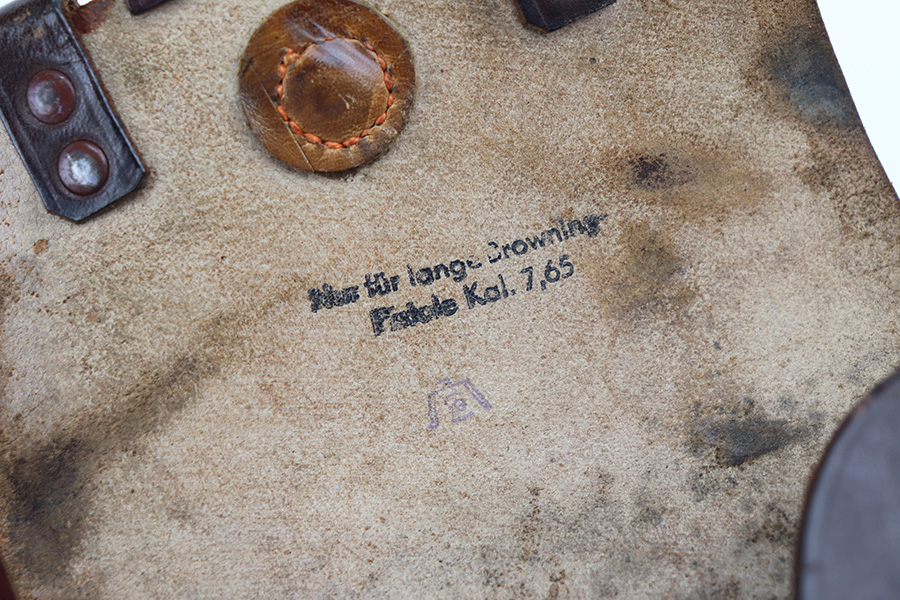 Nur für lange Browning-
Pistole Kal. 7,65